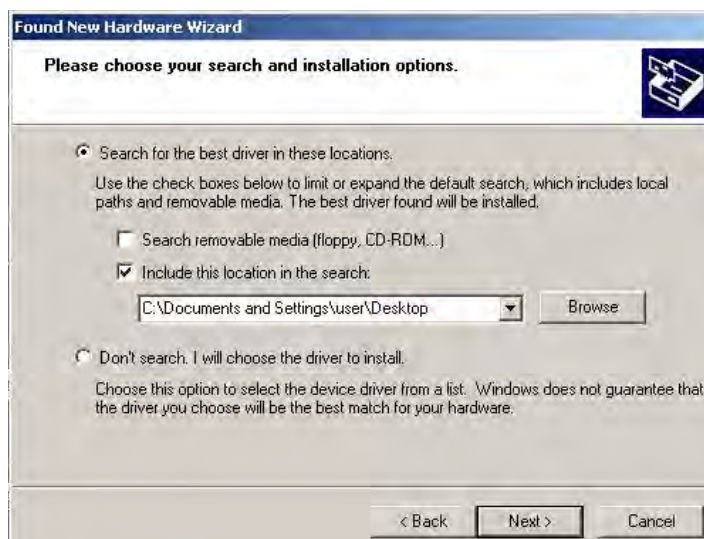 Found New Hardware Wizard
Please choose your search and installation options.
Search for the best driver in these locations.
Use the check boxes below to limit or expand the default search, which includes local
paths and removable media. The best driver found will be installed.
Search removable media (floppy, CD-ROM...)
Include this location in the search:
C:\Documents and Settings\user\Desktop
Browse
Don't search. I will choose the driver to install.
Choose this option to select the device driver from a list. Windows does not guarantee that
the driver you choose will be the best match for your hardware.
< Back Next > Cancel